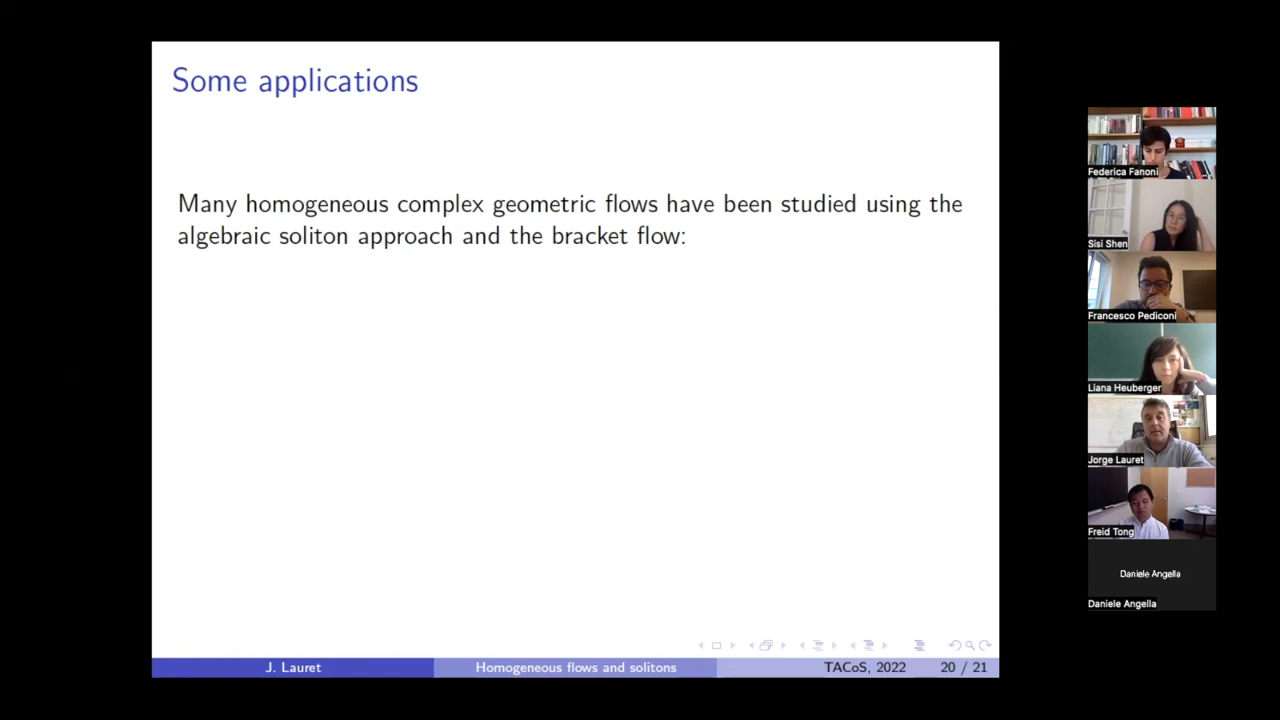 Some applications
Many homogeneous complex geometric flows have been studied using the
algebraic soliton approach and the bracket flow:
J. Lauret
Homogeneous flows and solitons
TACoS, 2022
20 / 21
Federica Fanoni
Sisi Shen
Francesco Pediconi
Liana Heuberger
Jorge Lauret
Freid Tong
Daniele Angella
Daniele Angella